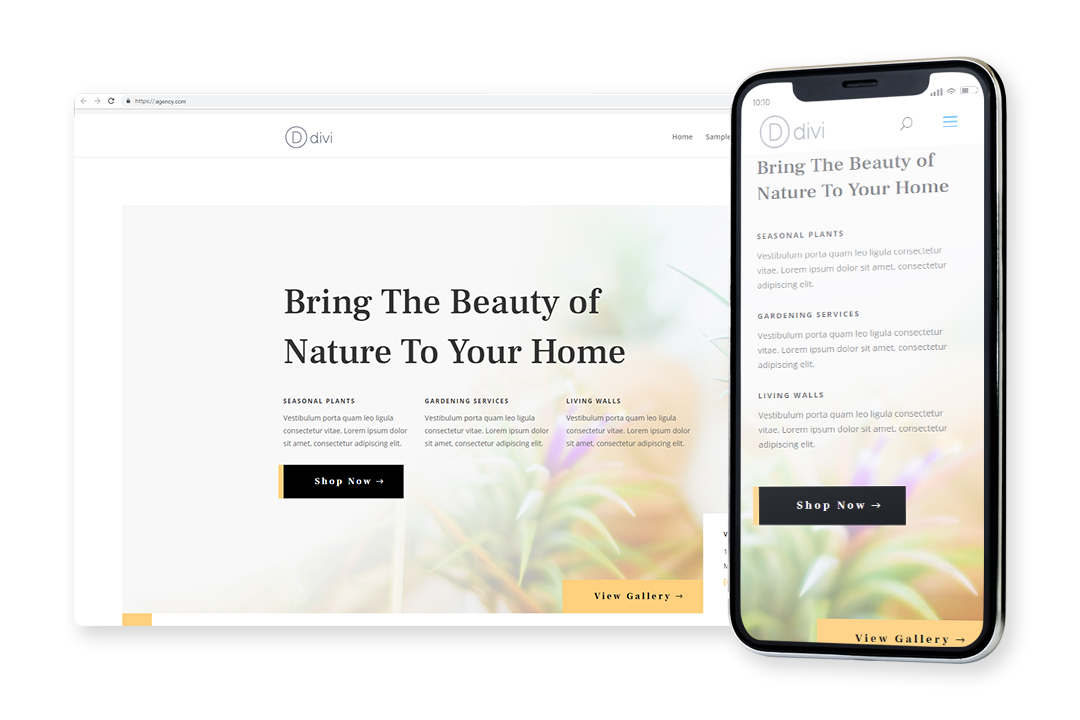 https://agency.com
D divi
Home Sample
Bring The Beauty of
Nature To Your Home
SEASONAL PLANTS
Vestibulum porta quam leo ligula
consectetur vitae. Lorem ipsum dolor
sit amet, consectetur adipiscing elit.
GARDENING SERVICES
Vestibulum porta quam leo ligula
consectetur vitae. Lorem ipsum dolor
sit amet, consectetur adipiscing elit.
LIVING WALLS
Vestibulum porta quam leo ligula
consectetur vitae. Lorem ipsum dolor
sit amet, consectetur adipiscing elit.
Shop Now →
View Gallery →
10:10
D divi
Bring The Beauty of
Nature To Your Home
SEASONAL PLANTS
Vestibulum porta quam leo ligula consectetur
vitae. Lorem ipsum dolor sit amet, consectetur
adipiscing elit.
GARDENING SERVICES
Vestibulum porta quam leo ligula consectetur
vitae. Lorem ipsum dolor sit amet, consectetur
adipiscing elit.
LIVING WALLS
Vestibulum porta quam leo ligula consectetur
vitae. Lorem ipsum dolor sit amet, consectetur
adipiscing elit.
Shop Now →
View Gallery →